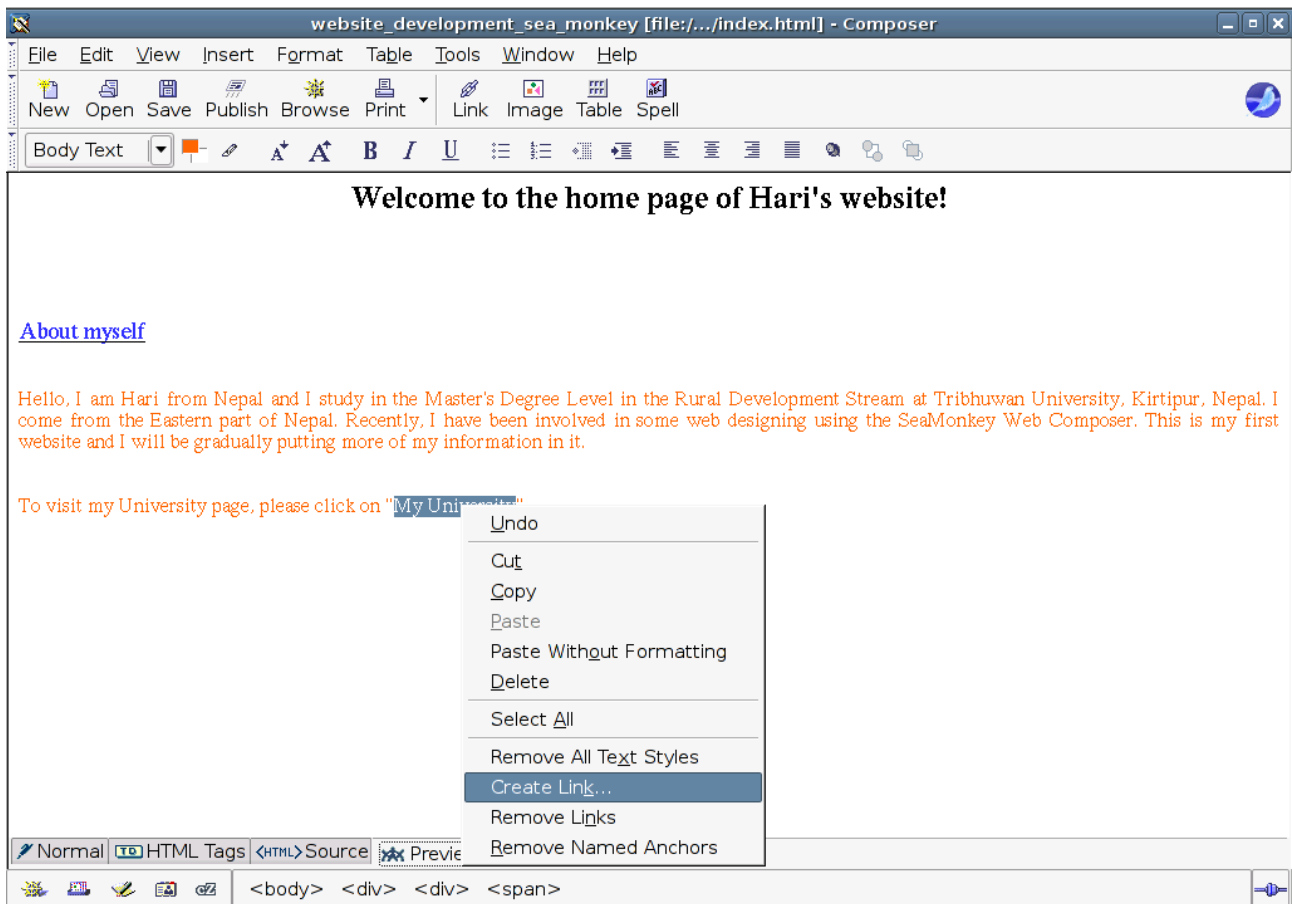 website_development_sea_monkey [file:/.../index.html] - Composer
File Edit View Insert Format Table Tools Window Help
New Open Save Publish Browse Print Link Image Table Spell
Body Text B I U
Welcome to the home page of Hari's website!
About myself
Hello, I am Hari from Nepal and I study in the Master's Degree Level in the Rural Development Stream at Tribhuwan University, Kirtipur, Nepal. I
come from the Eastern part of Nepal. Recently, I have been involved in some web designing using the SeaMonkey Web Composer. This is my first
website and I will be gradually putting more of my information in it.
To visit my University page, please click on "My University"
Undo
Cut
Copy
Paste
Paste Without Formatting
Delete
Select All
Remove All Text Styles
Create Link...
Remove Links
Remove Named Anchors
Normal TD HTML Tags <HTML> Source Previe
<body> <div> <div> <span>